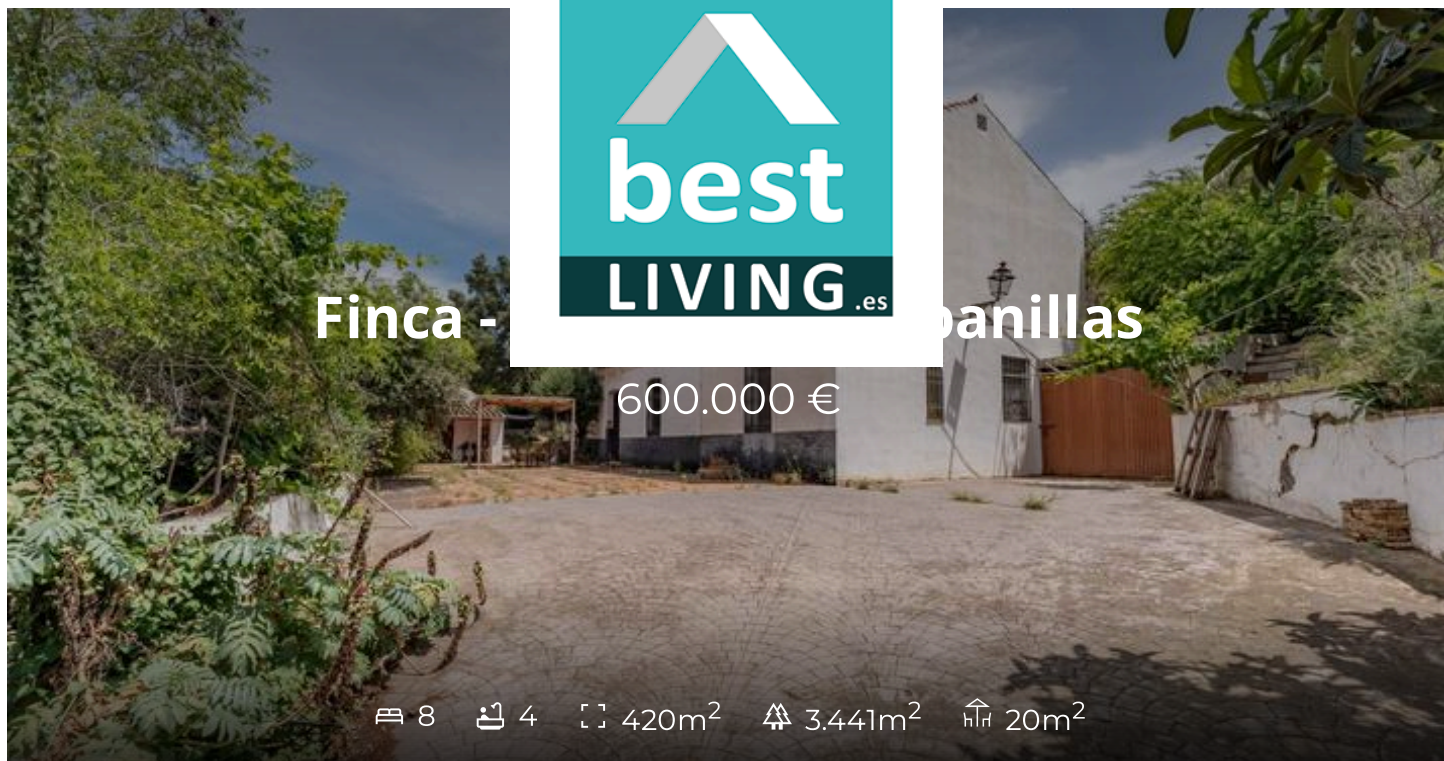 best
LIVING.es
Finca - panillas
600.000 €
8 4 420m² 3.441m² 20m²